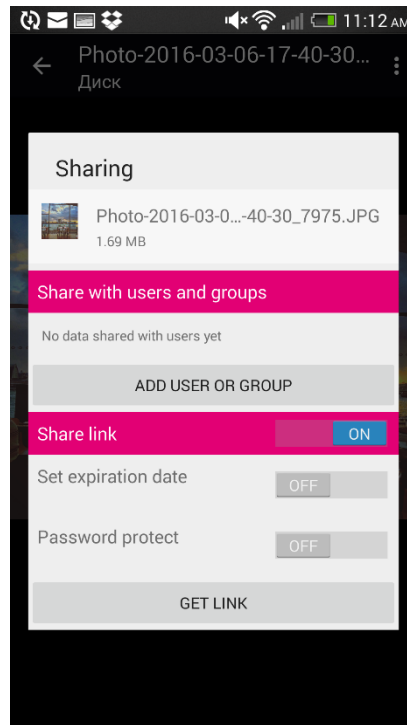 11:12 AM
Photo-2016-03-06-17-40-30...
Диск
Sharing
Photo-2016-03-0...-40-30_7975.JPG
1.69 MB
Share with users and groups
No data shared with users yet
ADD USER OR GROUP
Share link
ON
Set expiration date
OFF
Password protect
OFF
GET LINK